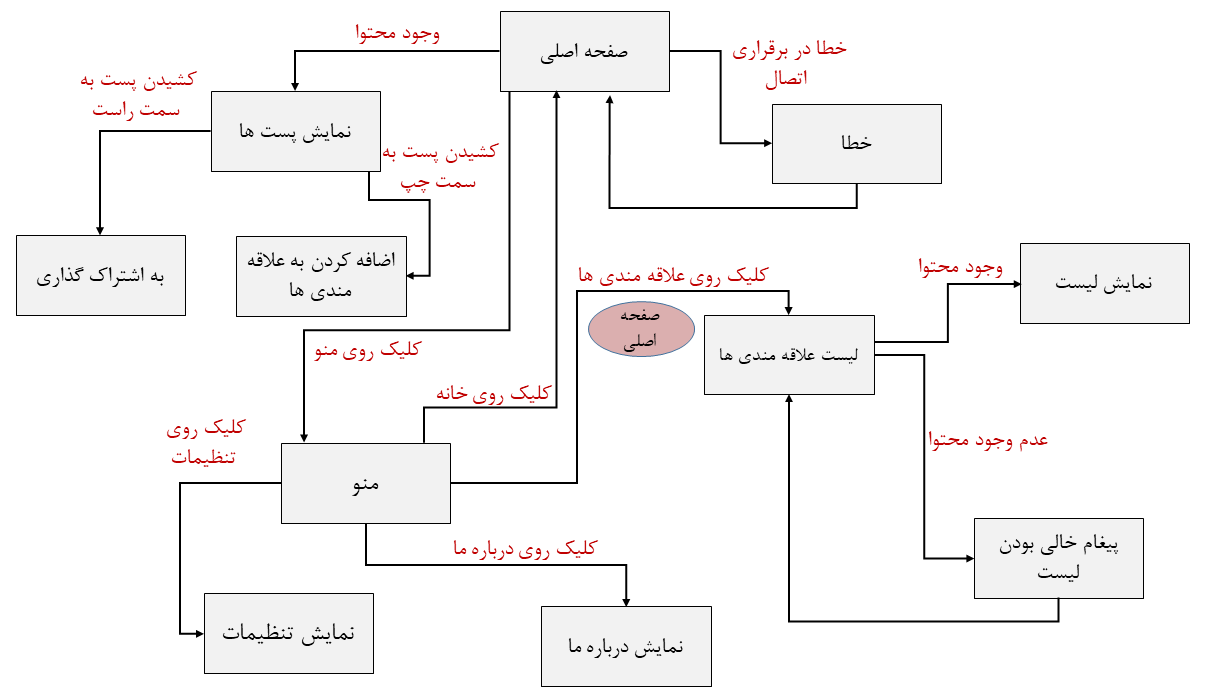 صفحه اصلی
وجود محتوا
خطا در برقراری
اتصال
کشیدن پست به
سمت راست
نمایش پست ها
خطا
کشیدن پست به
سمت چپ
به اشتراک گذاری
اضافه کردن به علاقه
مندی ها
کلیک روی علاقه مندی ها
وجود محتوا
نمایش لیست
صفحه
اصلی
لیست علاقه مندی ها
کلیک روی منو
کلیک روی خانه
عدم وجود محتوا
کلیک روی
تنظیمات
منو
کلیک روی درباره ما
پیغام خالی بودن
لیست
نمایش تنظیمات
نمایش درباره ما